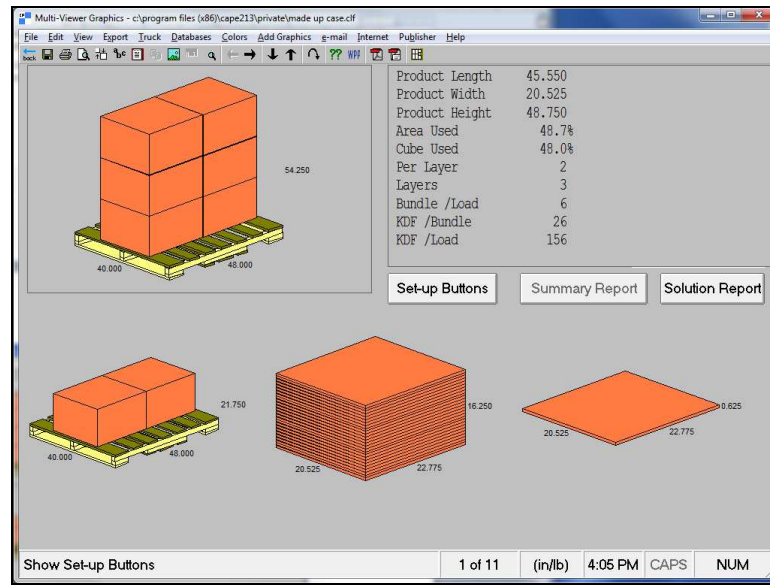 Multi-Viewer Graphics - c:\program files (x86)\cape213\private\made up case.clf
File Edit View Export Truck Databases Colors Add Graphics e-mail Internet Publisher Help
back ?? WPF
54.250
40.000 48.000
Product Length 45.550
Product Width 20.525
Product Height 48.750
Area Used 48.7%
Cube Used 48.0%
Per Layer 2
Layers 3
Bundle /Load 6
KDF /Bundle 26
KDF /Load 156
Set-up Buttons Summary Report Solution Report
21.750
40.000 48.000
16.250
20.525 22.775
0.625
20.525 22.775
Show Set-up Buttons 1 of 11 (in/lb) 4:05 PM CAPS NUM